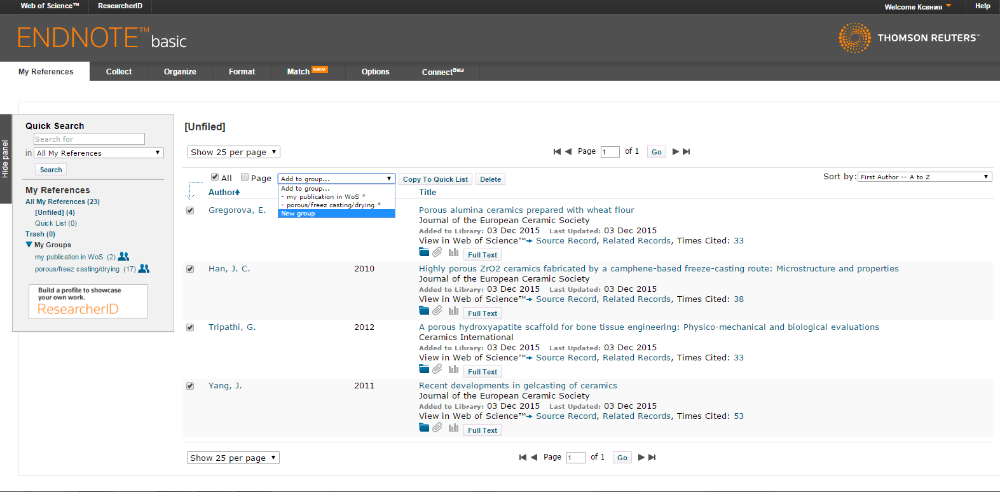 Web of Science™ ResearcherID Welcome Ксения Help
ENDNOTE™ basic THOMSON REUTERS™
My References Collect Organize Format Match NEW! Options Connect Beta
Hide panel
Quick Search
Search for
in All My References
Search
My References
All My References (23)
[Unfiled] (4)
Quick List (0)
Trash (0)
My Groups
my publication in WoS (2)
porous/freez casting/drying (17)
Build a profile to showcase
your own work.
ResearcherID
[Unfiled]
Show 25 per page Page 1 of 1 Go
All Page Add to group... Copy To Quick List Delete Sort by: First Author -- A to Z
Add to group...
- my publication in WoS *
- porous/freez casting/drying *
New group
Author Title
Gregorova, E. Porous alumina ceramics prepared with wheat flour
Journal of the European Ceramic Society
Added to Library: 03 Dec 2015 Last Updated: 03 Dec 2015
View in Web of Science™ Source Record, Related Records, Times Cited: 33
Full Text
Han, J. C. 2010 Highly porous ZrO2 ceramics fabricated by a camphene-based freeze-casting route: Microstructure and properties
Journal of the European Ceramic Society
Added to Library: 03 Dec 2015 Last Updated: 03 Dec 2015
View in Web of Science™ Source Record, Related Records, Times Cited: 38
Full Text
Tripathi, G. 2012 A porous hydroxyapatite scaffold for bone tissue engineering: Physico-mechanical and biological evaluations
Ceramics International
Added to Library: 03 Dec 2015 Last Updated: 03 Dec 2015
View in Web of Science™ Source Record, Related Records, Times Cited: 33
Full Text
Yang, J. 2011 Recent developments in gelcasting of ceramics
Journal of the European Ceramic Society
Added to Library: 03 Dec 2015 Last Updated: 03 Dec 2015
View in Web of Science™ Source Record, Related Records, Times Cited: 53
Full Text
Show 25 per page Page 1 of 1 Go